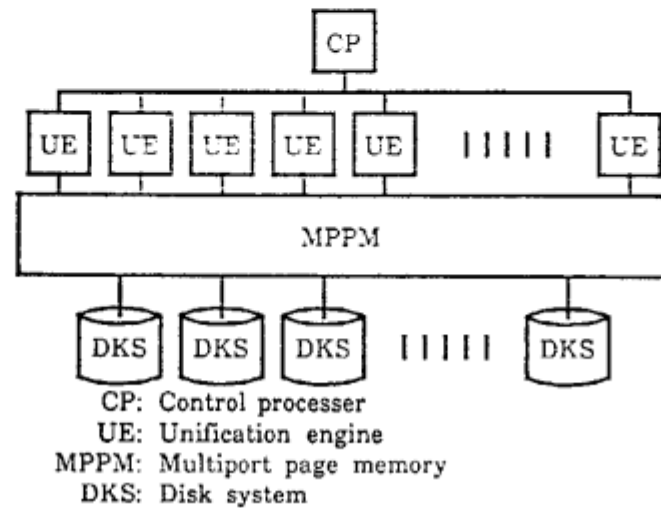 CP
UE UE UE UE UE UE
MPPM
DKS DKS DKS DKS
CP: Control processer
UE: Unification engine
MPPM: Multiport page memory
DKS: Disk system